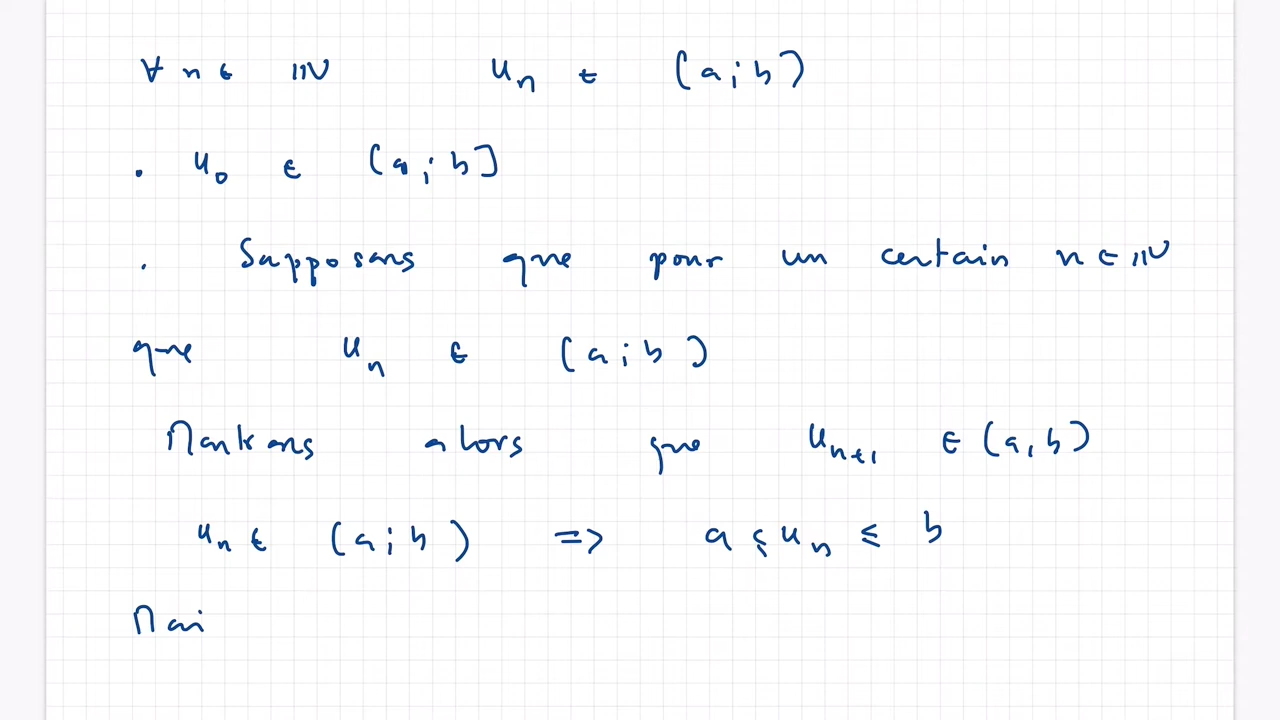 ∀ n ∈ ℕ uₙ ∈ [a ; b]
. u₀ ∈ [a ; b]
. Supposons que pour un certain n ∈ ℕ
que uₙ ∈ [a ; b]
Montrons alors que uₙ₊₁ ∈ [a, b]
uₙ ∈ [a ; b] => a ≤ uₙ ≤ b
Mai